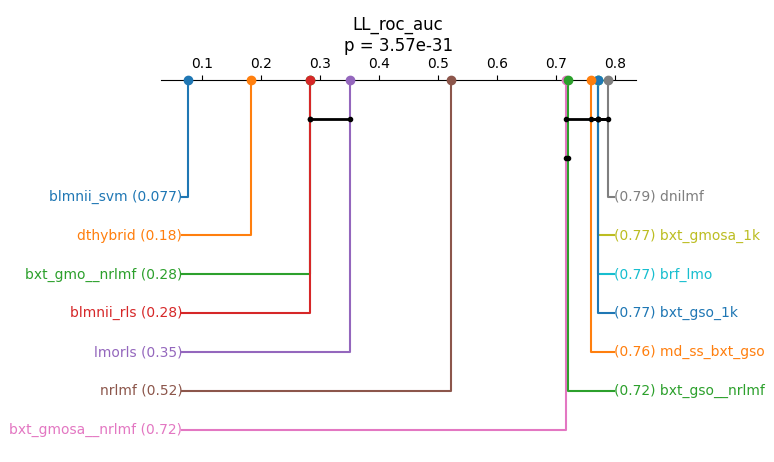 LL_roc_auc
p = 3.57e-31
0.1 0.2 0.3 0.4 0.5 0.6 0.7 0.8
blmnii_svm (0.077)
(0.79) dnilmf
dthybrid (0.18)
(0.77) bxt_gmosa_1k
bxt_gmo__nrlmf (0.28)
(0.77) brf_lmo
blmnii_rls (0.28)
(0.77) bxt_gso_1k
lmorls (0.35)
(0.76) md_ss_bxt_gso
nrlmf (0.52)
(0.72) bxt_gso__nrlmf
bxt_gmosa__nrlmf (0.72)